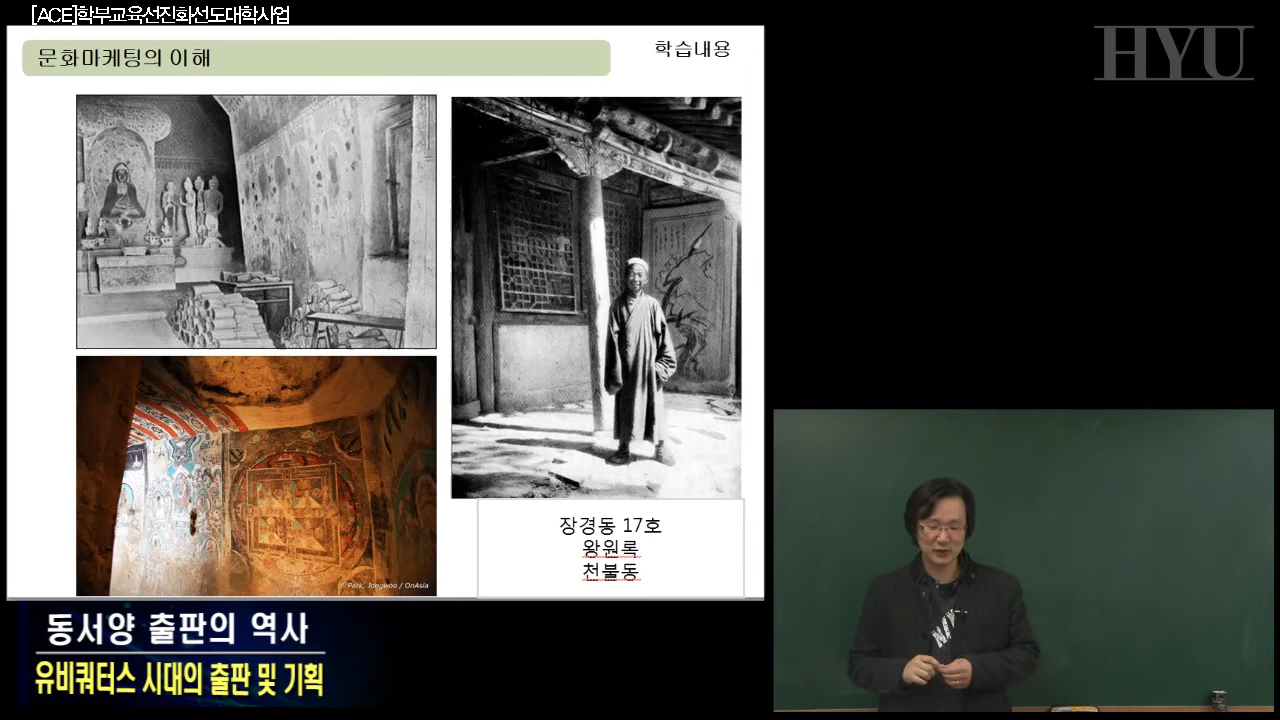 [ACE]학부교육선진화선도대학사업
문화마케팅의 이해
학습내용
HYU
© Park, Jongwoo / OnAsia
장경동 17호
왕원록
천불동
동서양 출판의 역사
유비쿼터스 시대의 출판 및 기획